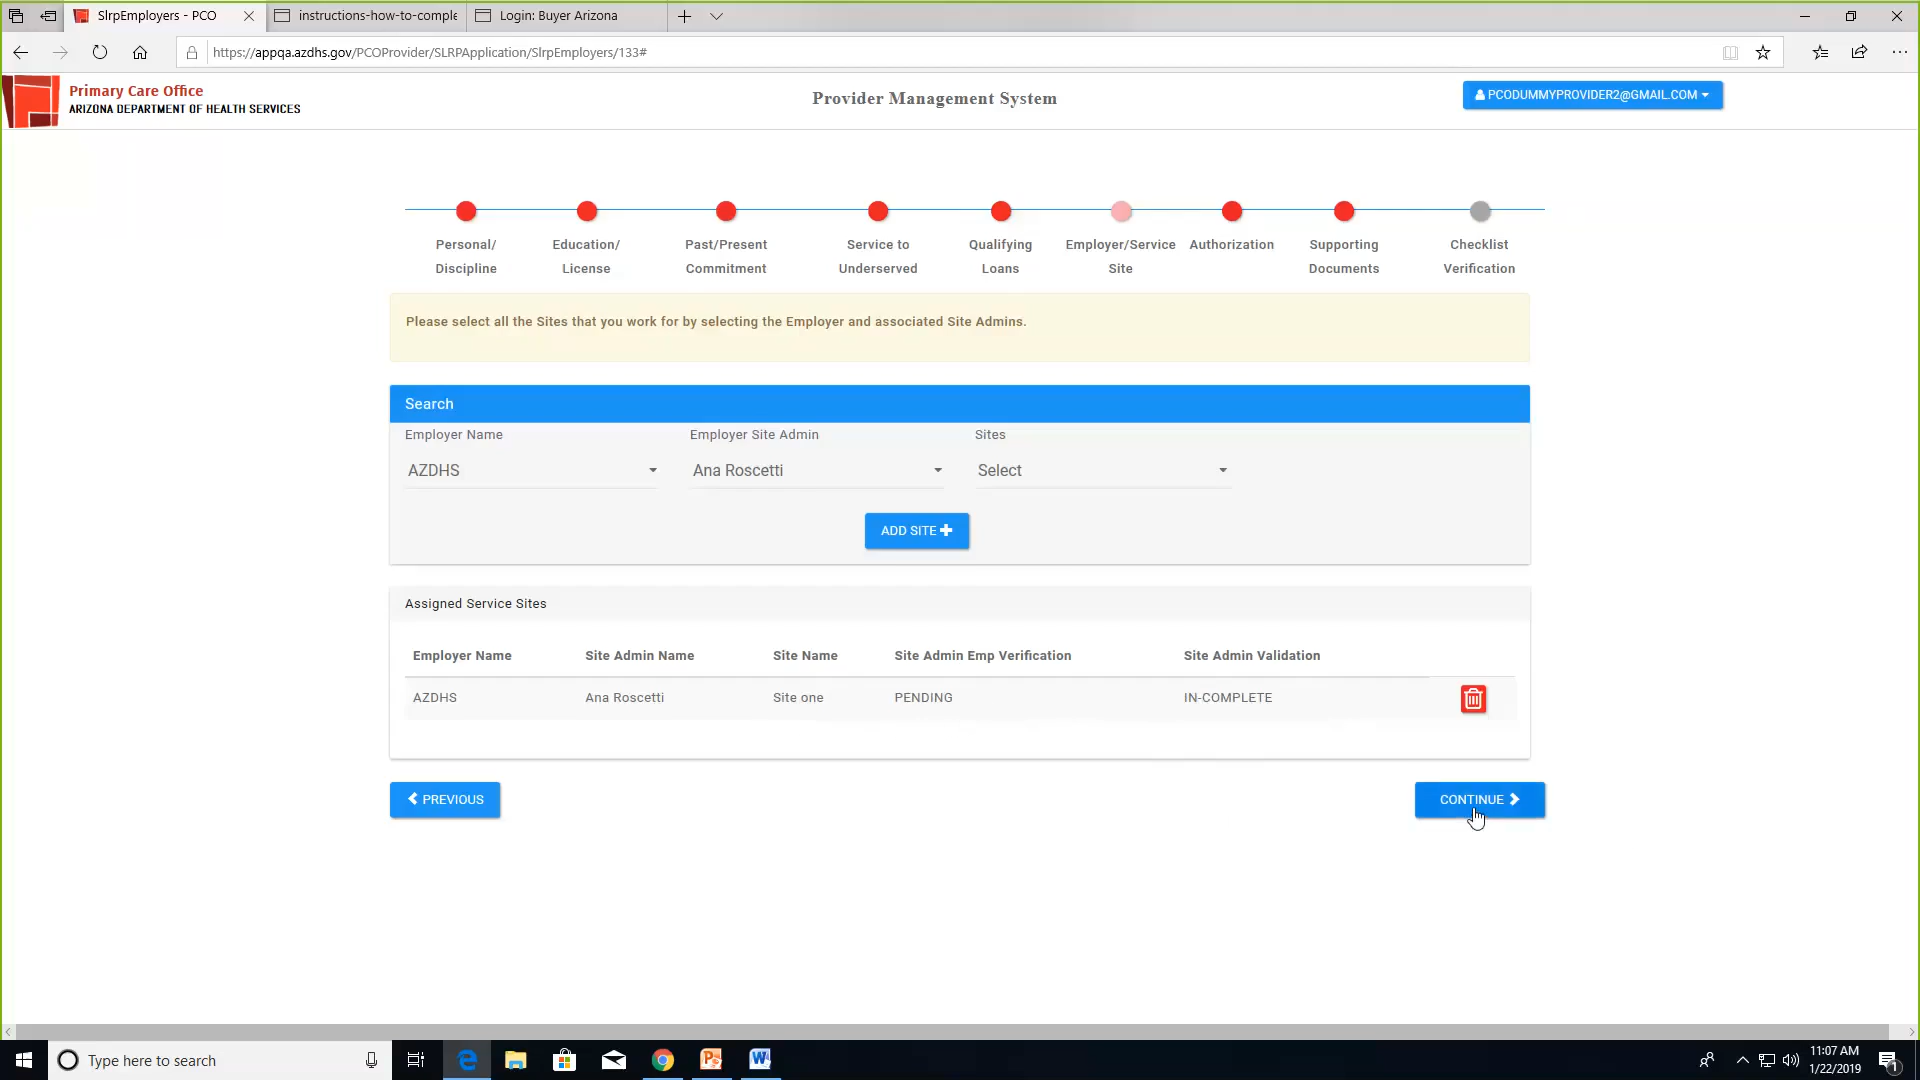 SlrpEmployers - PCO
instructions-how-to-comple
Login: Buyer Arizona
https://appqa.azdhs.gov/PCOProvider/SLRPApplication/SlrpEmployers/133#
Primary Care Office
ARIZONA DEPARTMENT OF HEALTH SERVICES
Provider Management System
PCODUMMYPROVIDER2@GMAIL.COM
Personal/
Discipline
Education/
License
Past/Present
Commitment
Service to
Underserved
Qualifying
Loans
Employer/Service
Site
Authorization
Supporting
Documents
Checklist
Verification
Please select all the Sites that you work for by selecting the Employer and associated Site Admins.
Search
Employer Name Employer Site Admin Sites
AZDHS Ana Roscetti Select
ADD SITE
Assigned Service Sites
Employer Name Site Admin Name Site Name Site Admin Emp Verification Site Admin Validation
AZDHS Ana Roscetti Site one PENDING IN-COMPLETE
PREVIOUS
CONTINUE
Type here to search
11:07 AM
1/22/2019
1